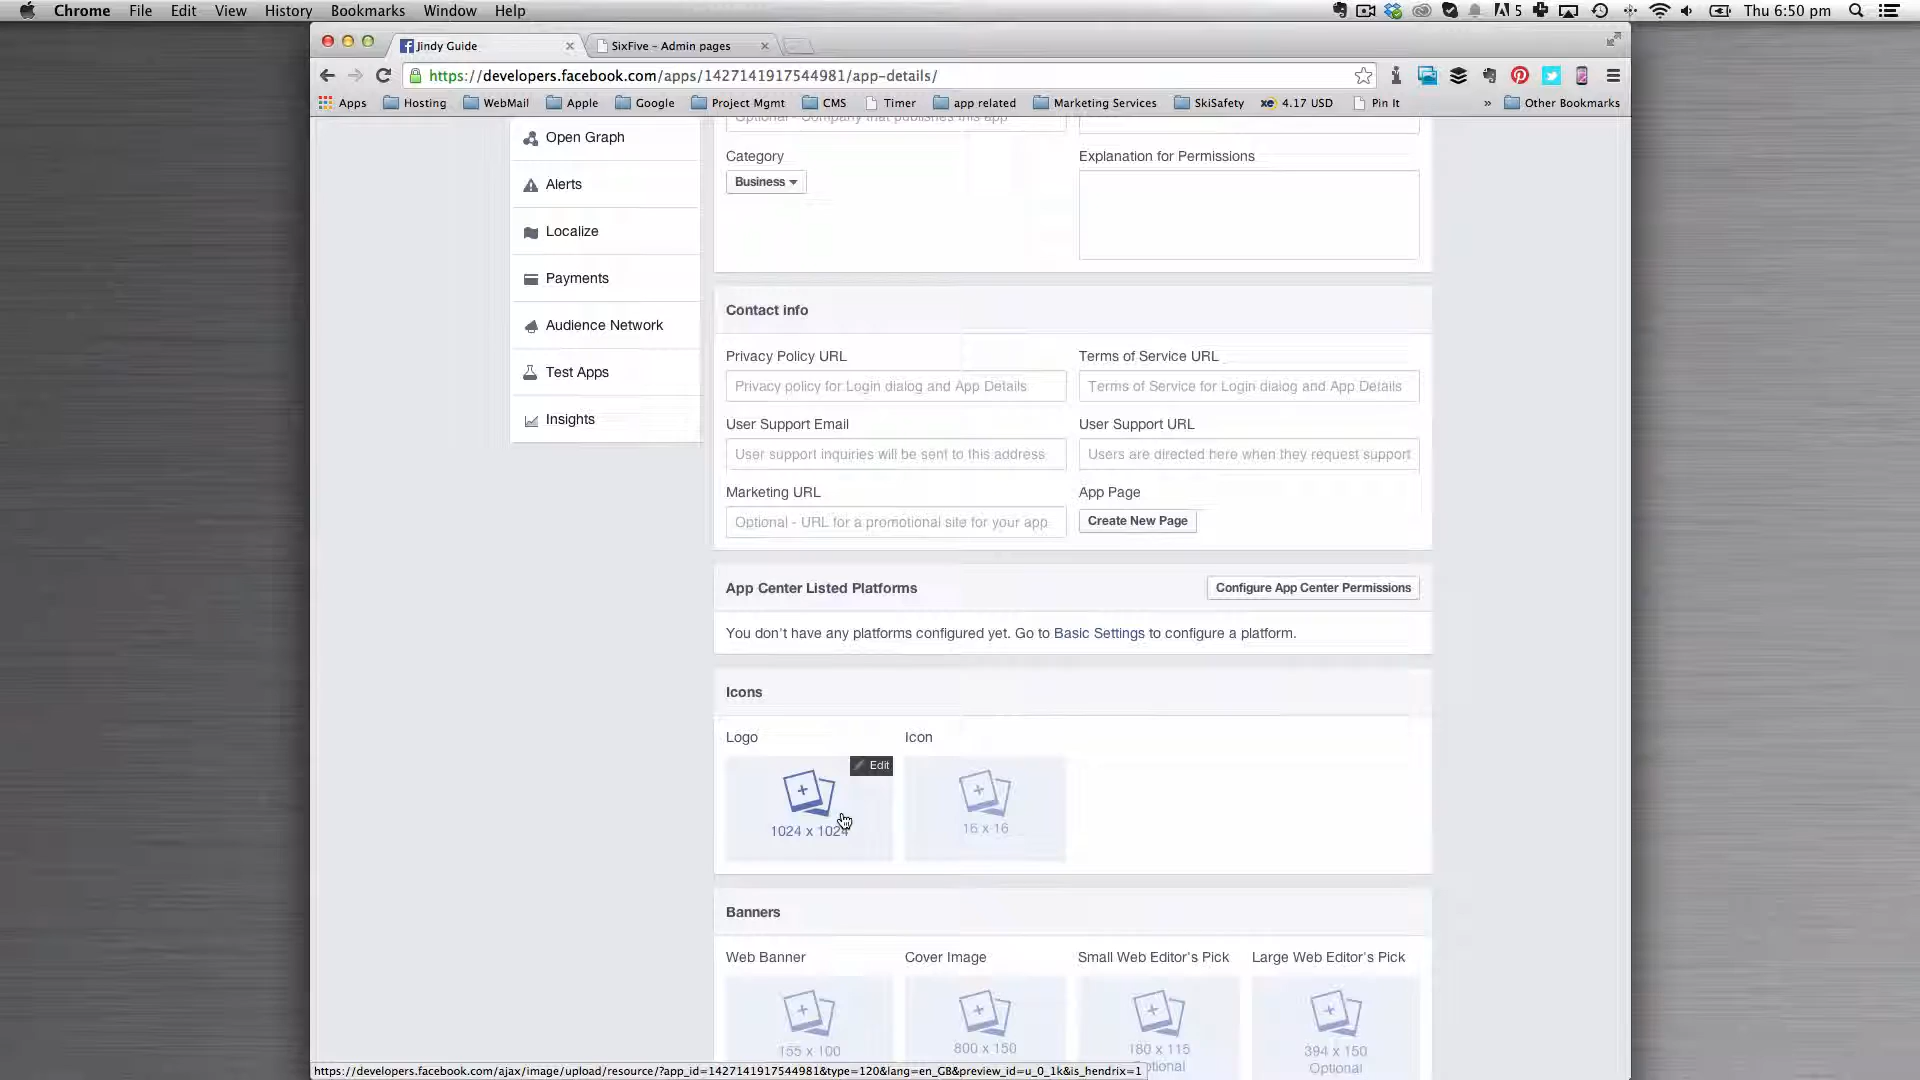 Chrome File Edit View History Bookmarks Window Help
5 Thu 6:50 pm
Jindy Guide
SixFive - Admin pages
https://developers.facebook.com/apps/1427141917544981/app-details/
Apps Hosting WebMail Apple Google Project Mgmt CMS Timer app related Marketing Services SkiSafety xe 4.17 USD Pin It » Other Bookmarks
Open Graph
Alerts
Localize
Payments
Audience Network
Test Apps
Insights
Optional - Company that publishes this app
Category
Business
Explanation for Permissions
Contact info
Privacy Policy URL
Privacy policy for Login dialog and App Details
Terms of Service URL
Terms of Service for Login dialog and App Details
User Support Email
User support inquiries will be sent to this address
User Support URL
Users are directed here when they request support
Marketing URL
Optional - URL for a promotional site for your app
App Page
Create New Page
App Center Listed Platforms
Configure App Center Permissions
You don't have any platforms configured yet. Go to Basic Settings to configure a platform.
Icons
Logo
Icon
Edit
1024 x 1024
16 x 16
Banners
Web Banner
Cover Image
Small Web Editor's Pick
Large Web Editor's Pick
155 x 100
800 x 150
180 x 115
394 x 150
Optional
Optional
https://developers.facebook.com/ajax/image/upload/resource/?app_id=1427141917544981&type=120&lang=en_GB&preview_id=u_0_1k&is_hendrix=1